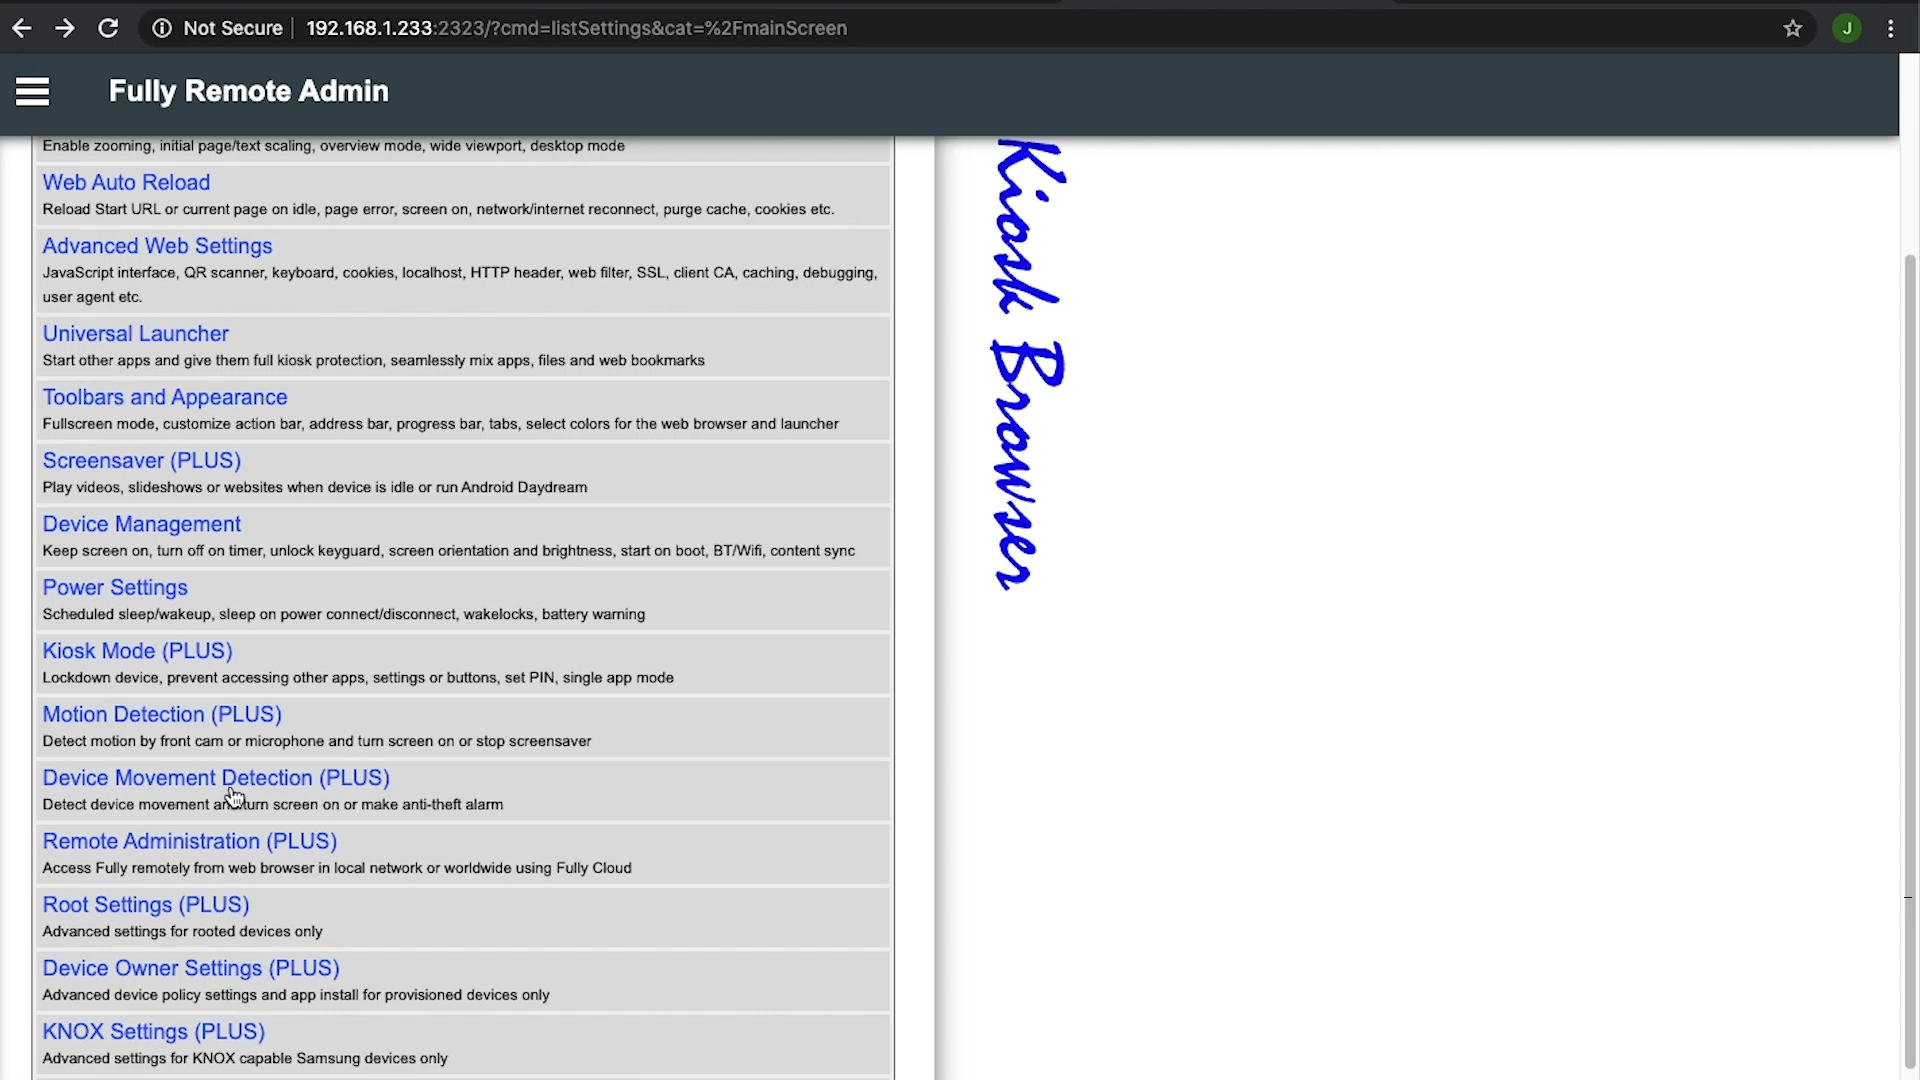 Not Secure
192.168.1.233:2323/?cmd=listSettings&cat=%2FmainScreen
J
Fully Remote Admin
Enable zooming, initial page/text scaling, overview mode, wide viewport, desktop mode
Web Auto Reload
Reload Start URL or current page on idle, page error, screen on, network/internet reconnect, purge cache, cookies etc.
Advanced Web Settings
JavaScript interface, QR scanner, keyboard, cookies, localhost, HTTP header, web filter, SSL, client CA, caching, debugging,
user agent etc.
Universal Launcher
Start other apps and give them full kiosk protection, seamlessly mix apps, files and web bookmarks
Toolbars and Appearance
Fullscreen mode, customize action bar, address bar, progress bar, tabs, select colors for the web browser and launcher
Screensaver (PLUS)
Play videos, slideshows or websites when device is idle or run Android Daydream
Device Management
Keep screen on, turn off on timer, unlock keyguard, screen orientation and brightness, start on boot, BT/Wifi, content sync
Power Settings
Scheduled sleep/wakeup, sleep on power connect/disconnect, wakelocks, battery warning
Kiosk Mode (PLUS)
Lockdown device, prevent accessing other apps, settings or buttons, set PIN, single app mode
Motion Detection (PLUS)
Detect motion by front cam or microphone and turn screen on or stop screensaver
Device Movement Detection (PLUS)
Detect device movement and turn screen on or make anti-theft alarm
Remote Administration (PLUS)
Access Fully remotely from web browser in local network or worldwide using Fully Cloud
Root Settings (PLUS)
Advanced settings for rooted devices only
Device Owner Settings (PLUS)
Advanced device policy settings and app install for provisioned devices only
KNOX Settings (PLUS)
Advanced settings for KNOX capable Samsung devices only
Kiosk Browser